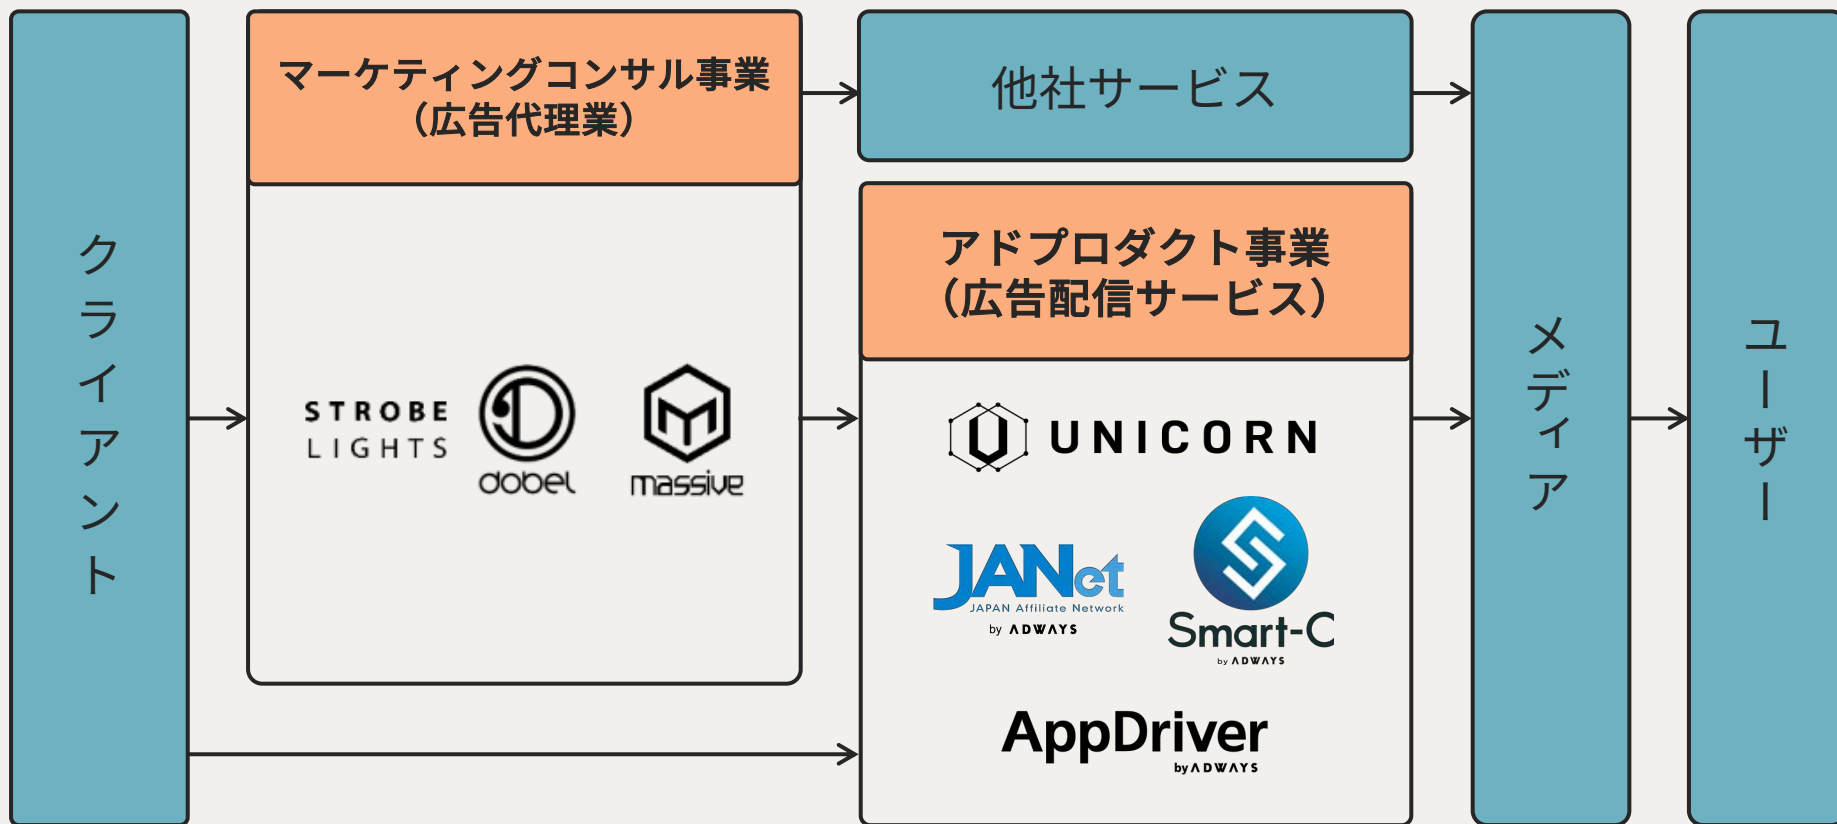 クライアント
マーケティングコンサル事業
（広告代理業）
STROBE
LIGHTS
dobel
massive
他社サービス
アドプロダクト事業
（広告配信サービス）
UNICORN
JANet
JAPAN Affiliate Network
by ADWAYS
Smart-C
by ADWAYS
AppDriver
by ADWAYS
メディア
ユーザー